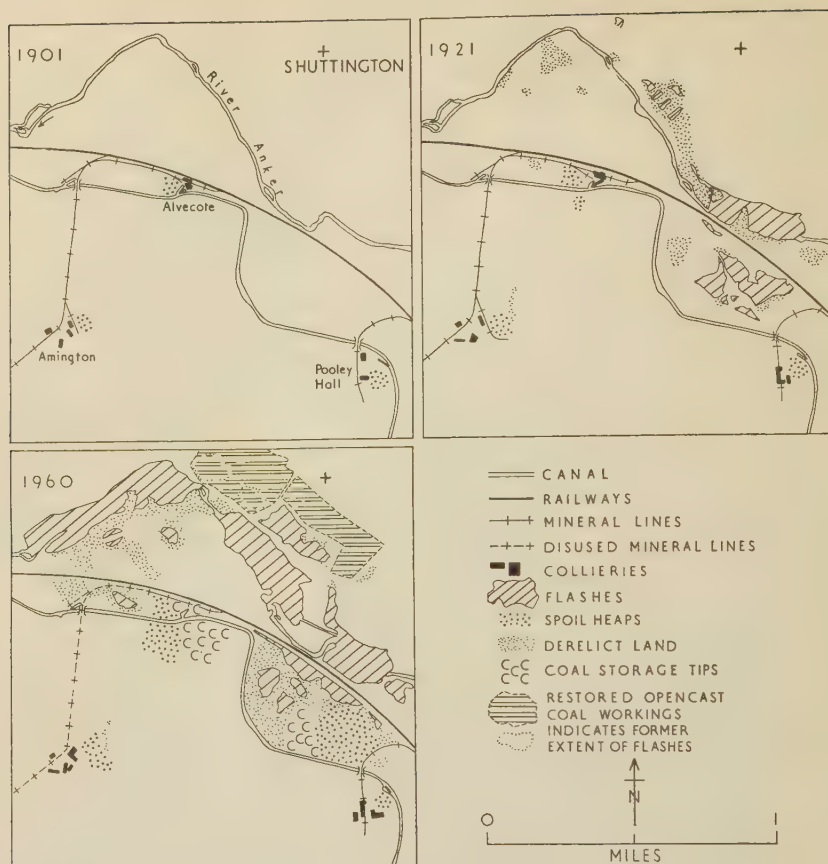 1901
SHUTTINGTON
River Anker
Alvecote
Amington
Pooley
Hall
1921
1960
CANAL
RAILWAYS
MINERAL LINES
DISUSED MINERAL LINES
COLLIERIES
FLASHES
SPOIL HEAPS
DERELICT LAND
COAL STORAGE TIPS
RESTORED OPENCAST
COAL WORKINGS
INDICATES FORMER
EXTENT OF FLASHES
N
0
1
MILES